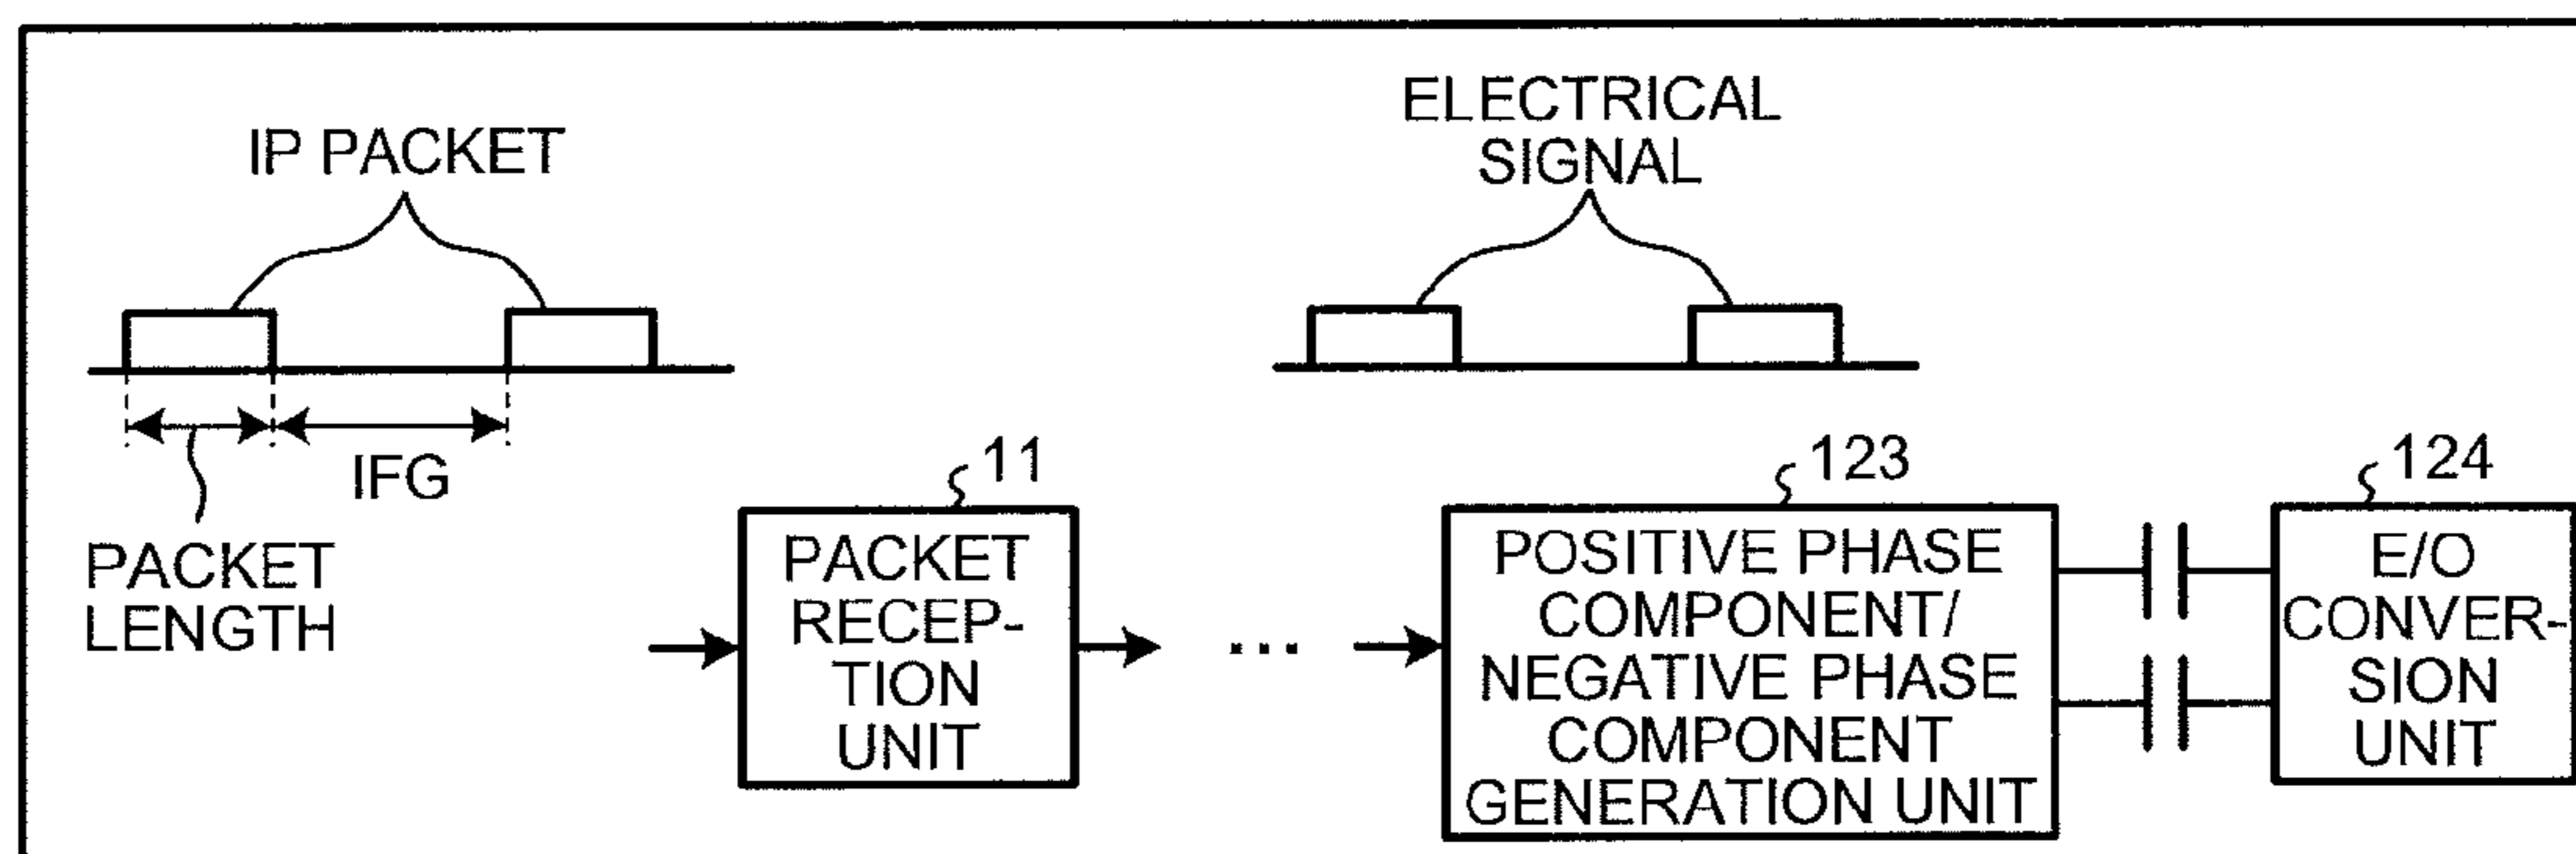 IP PACKET
ELECTRICAL
SIGNAL
IFG
PACKET
LENGTH
11
PACKET
RECEP-
TION
UNIT
...
123
POSITIVE PHASE
COMPONENT/
NEGATIVE PHASE
COMPONENT
GENERATION UNIT
124
E/O
CONVER-
SION
UNIT